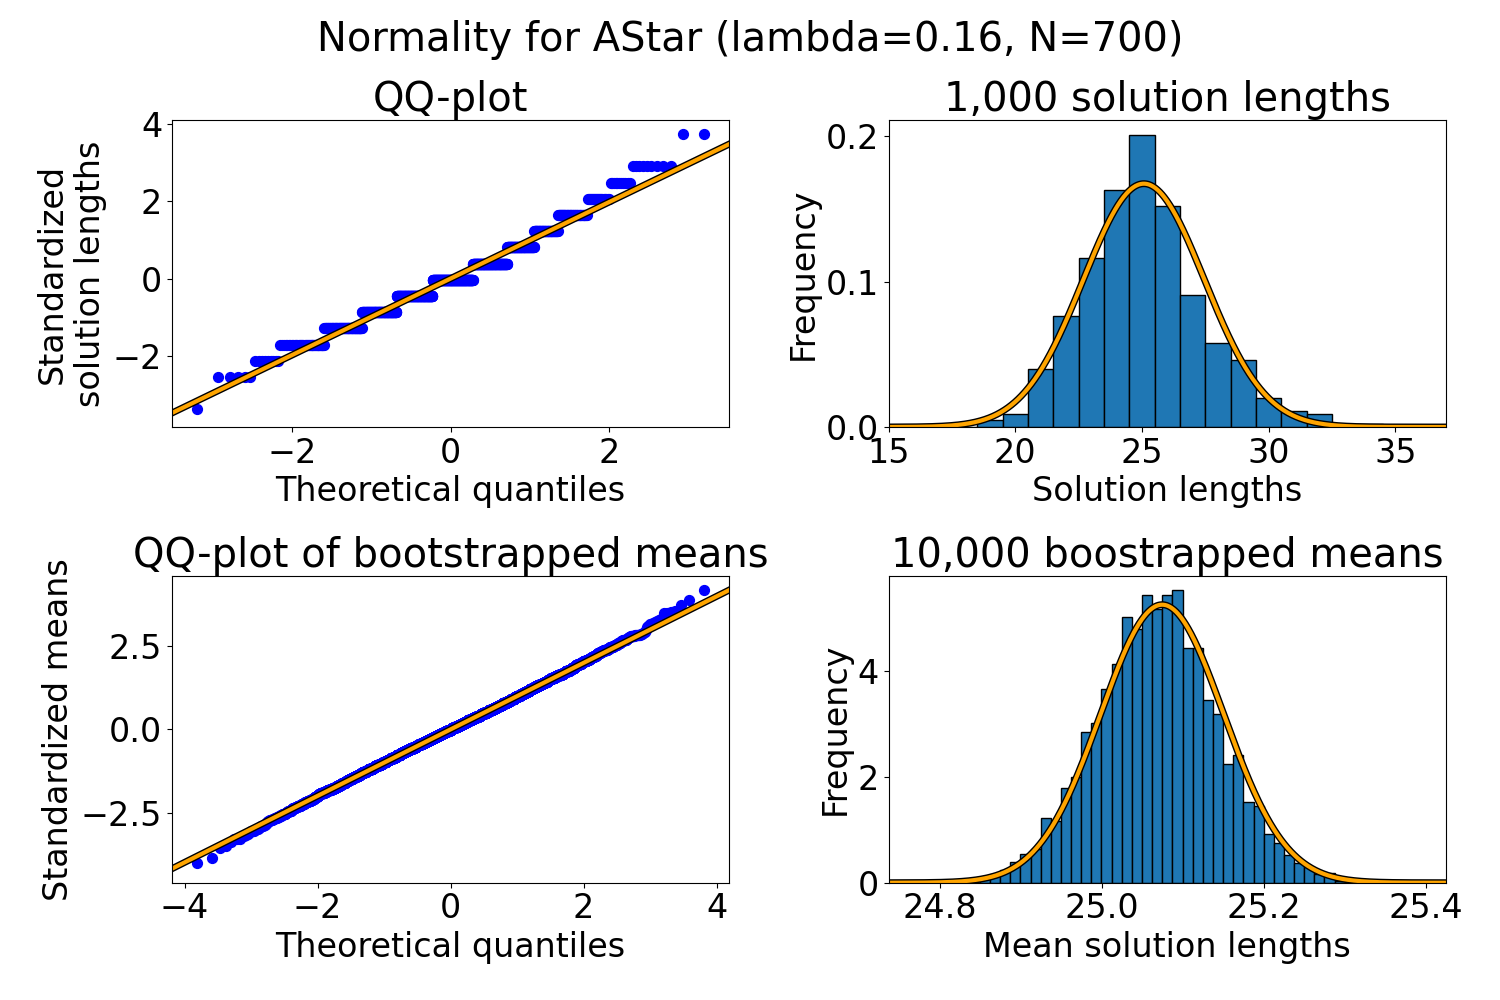 Normality for AStar (lambda=0.16, N=700)
QQ-plot
4
2
0
−2
Standardized
solution lengths
−2
0
2
Theoretical quantiles
1,000 solution lengths
0.2
0.1
0.0
Frequency
15
20
25
30
35
Solution lengths
QQ-plot of bootstrapped means
2.5
0.0
−2.5
Standardized means
−4
−2
0
2
4
Theoretical quantiles
10,000 boostrapped means
4
2
0
Frequency
24.8
25.0
25.2
25.4
Mean solution lengths